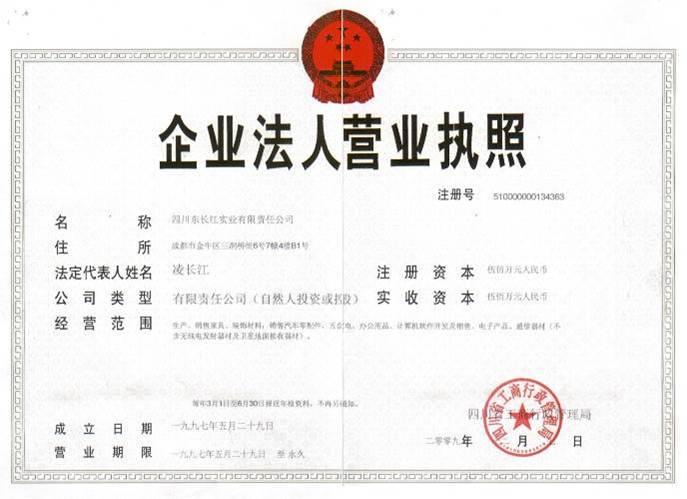 企业法人营业执照
注册号 510000000134363
名称 四川东长江实业有限责任公司
住所 成都市金牛区三洞桥街6号7幢4楼B1号
法定代表人姓名 凌长江 注册资本 伍佰万元人民币
公司类型 有限责任公司（自然人投资或控股） 实收资本 伍佰万元人民币
经营范围 生产、销售家具、装饰材料；销售汽车零配件、五金电、办公用品、计算机软件开发及销售、电子产品、通信器材（不
含无线电发射器材及卫星地面接收器材）
每年3月1日至6月30日报送年检资料，不再另通知。
四川省工商行政管理局
四川省工商行政管理局
成立日期 一九九七年五月二十九日
二零零九年 月 日
营业期限 一九九七年五月二十九日 至 永久